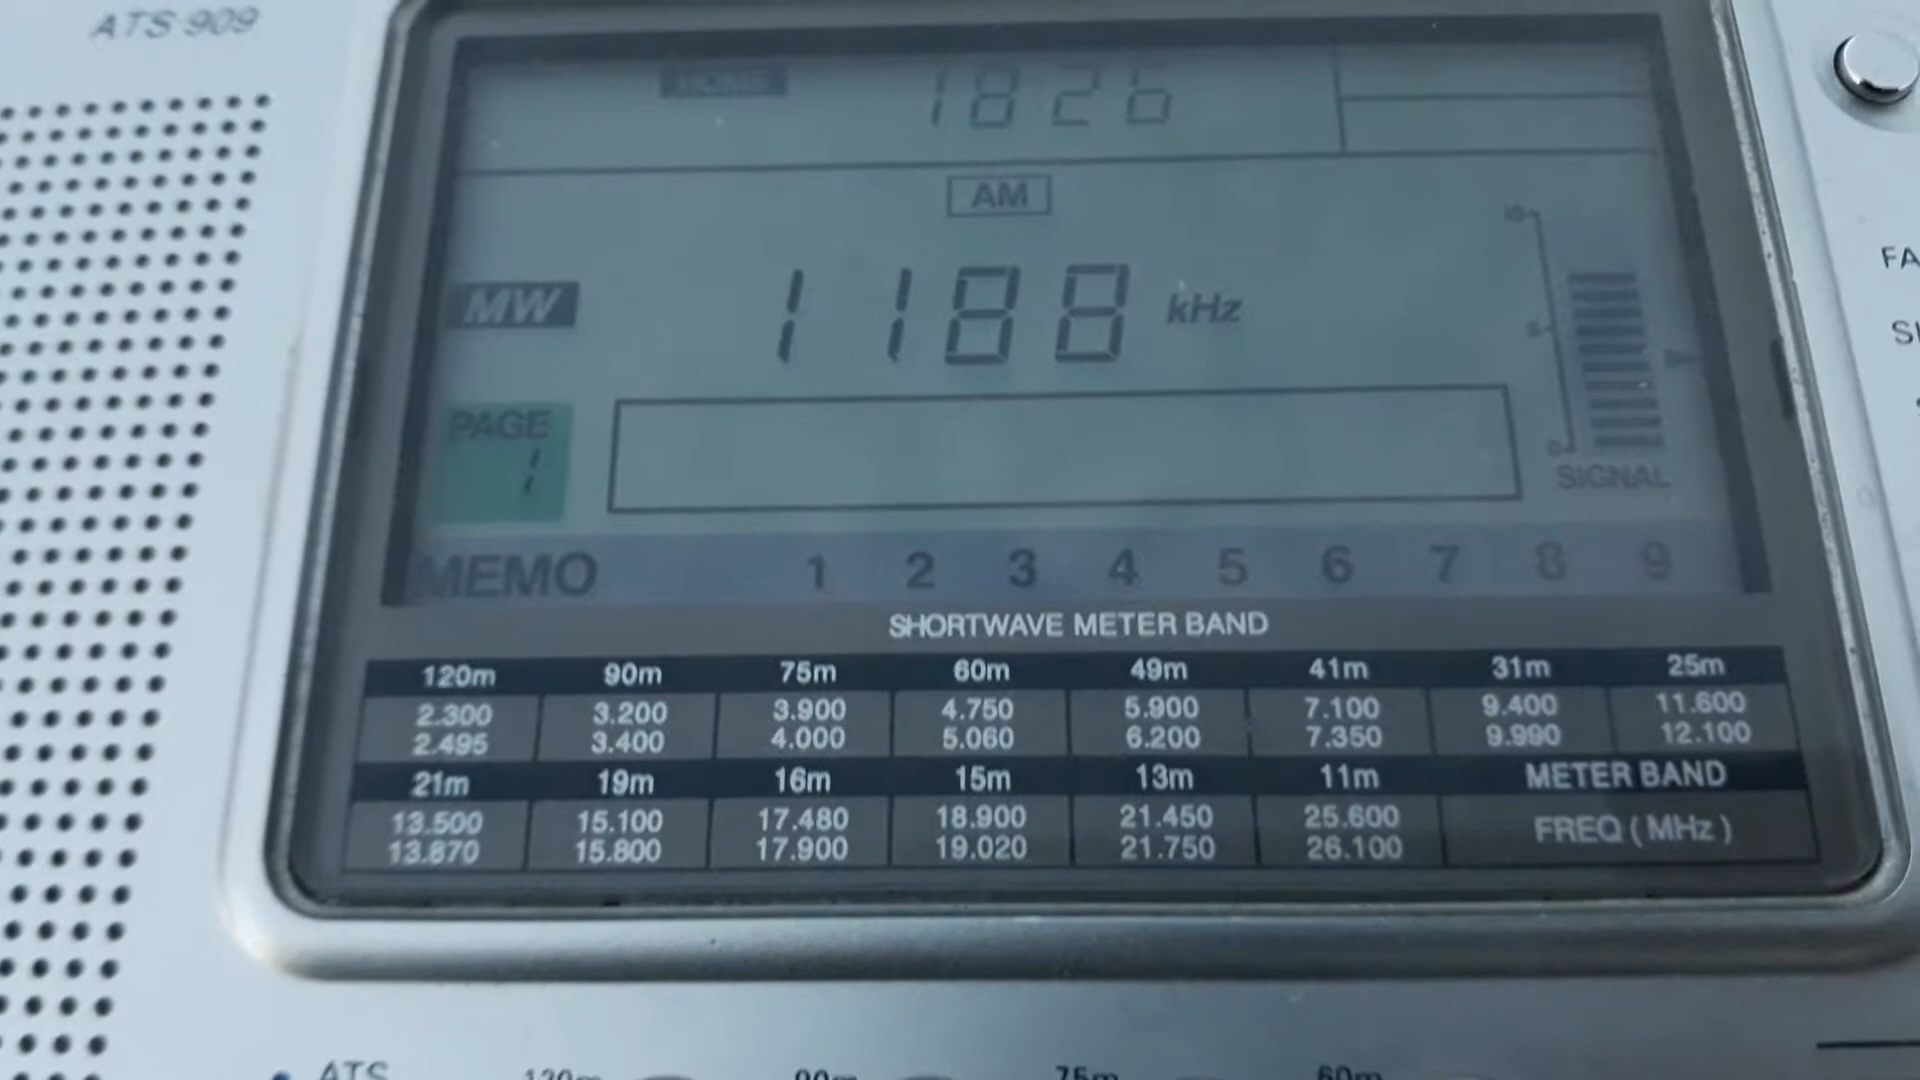 ATS 909
HOME 18 26
AM
MW 1188 kHz
10
5
0
SIGNAL
PAGE
1
MEMO 1 2 3 4 5 6 7 8 9
SHORTWAVE METER BAND
120m 90m 75m 60m 49m 41m 31m 25m
2.300 3.200 3.900 4.750 5.900 7.100 9.400 11.600
2.495 3.400 4.000 5.060 6.200 7.350 9.990 12.100
21m 19m 16m 15m 13m 11m METER BAND
13.500 15.100 17.480 18.900 21.450 25.600 FREQ (MHz)
13.870 15.800 17.900 19.020 21.750 26.100
FA
ATS 120m 90m 75m 60m